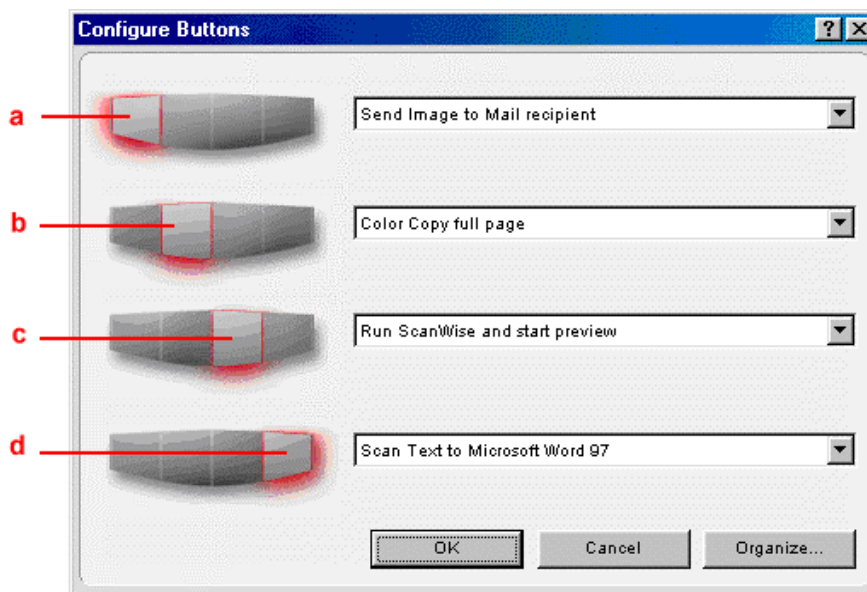 Configure Buttons
a
Send Image to Mail recipient
b
Color Copy full page
c
Run ScanWise and start preview
d
Scan Text to Microsoft Word 97
OK
Cancel
Organize...